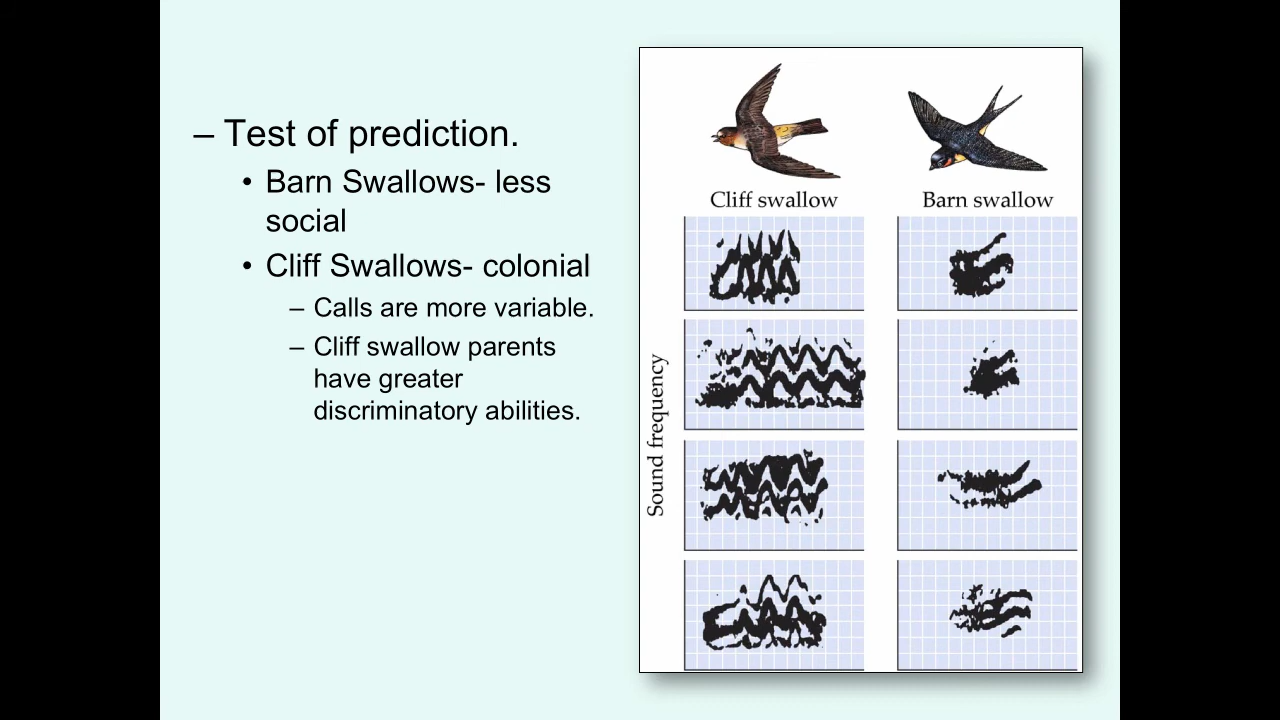 – Test of prediction.
• Barn Swallows- less
social
• Cliff Swallows- colonial
– Calls are more variable.
– Cliff swallow parents
have greater
discriminatory abilities.
Cliff swallow
Barn swallow
Sound frequency